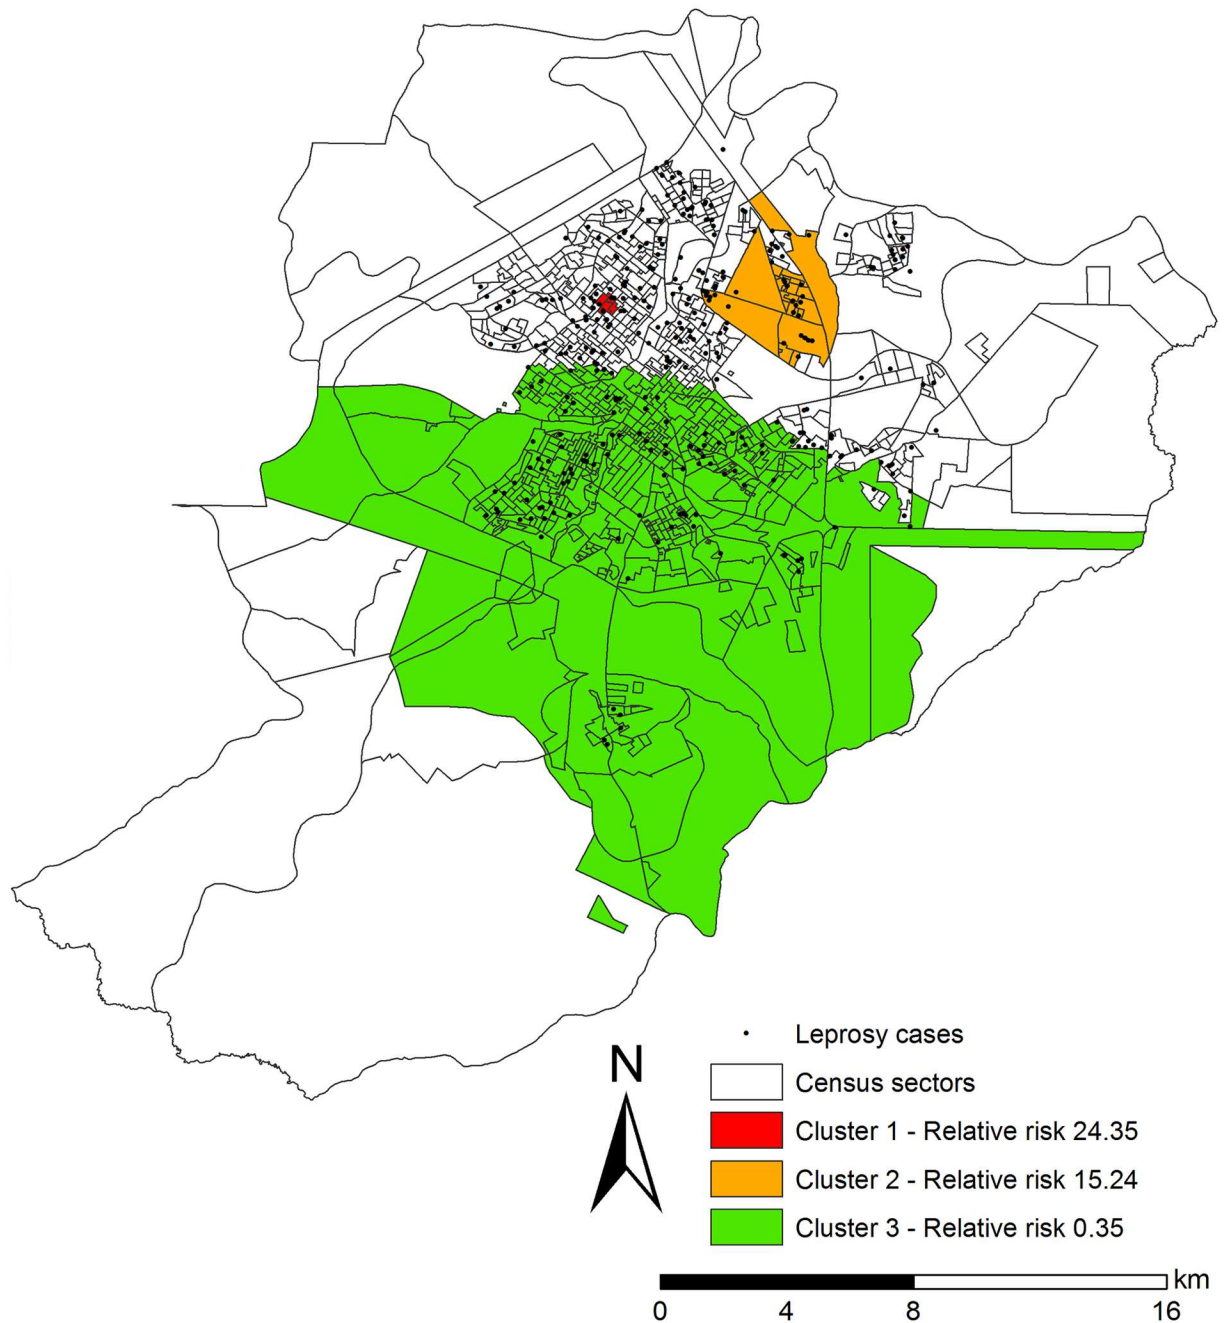 Leprosy cases
N
Census sectors
Cluster 1 - Relative risk 24.35
Cluster 2 - Relative risk 15.24
Cluster 3 - Relative risk 0.35
km
0 4 8 16